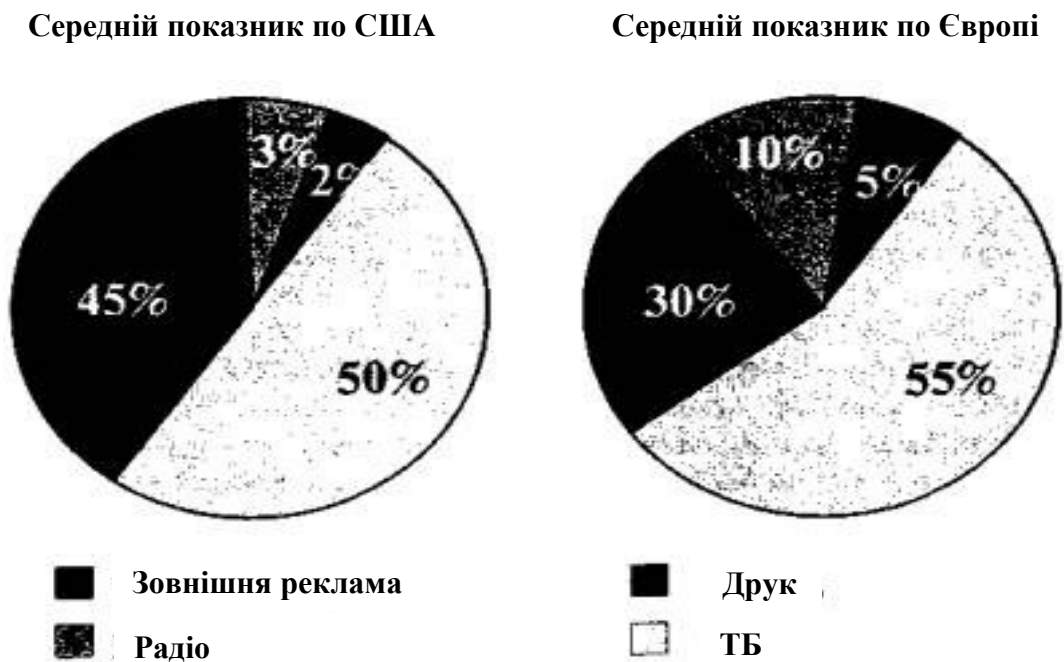 Середній показник по США
Середній показник по Європі
3%
2%
45%
50%
10%
5%
30%
55%
Зовнішня реклама
Друк
Радіо
ТБ